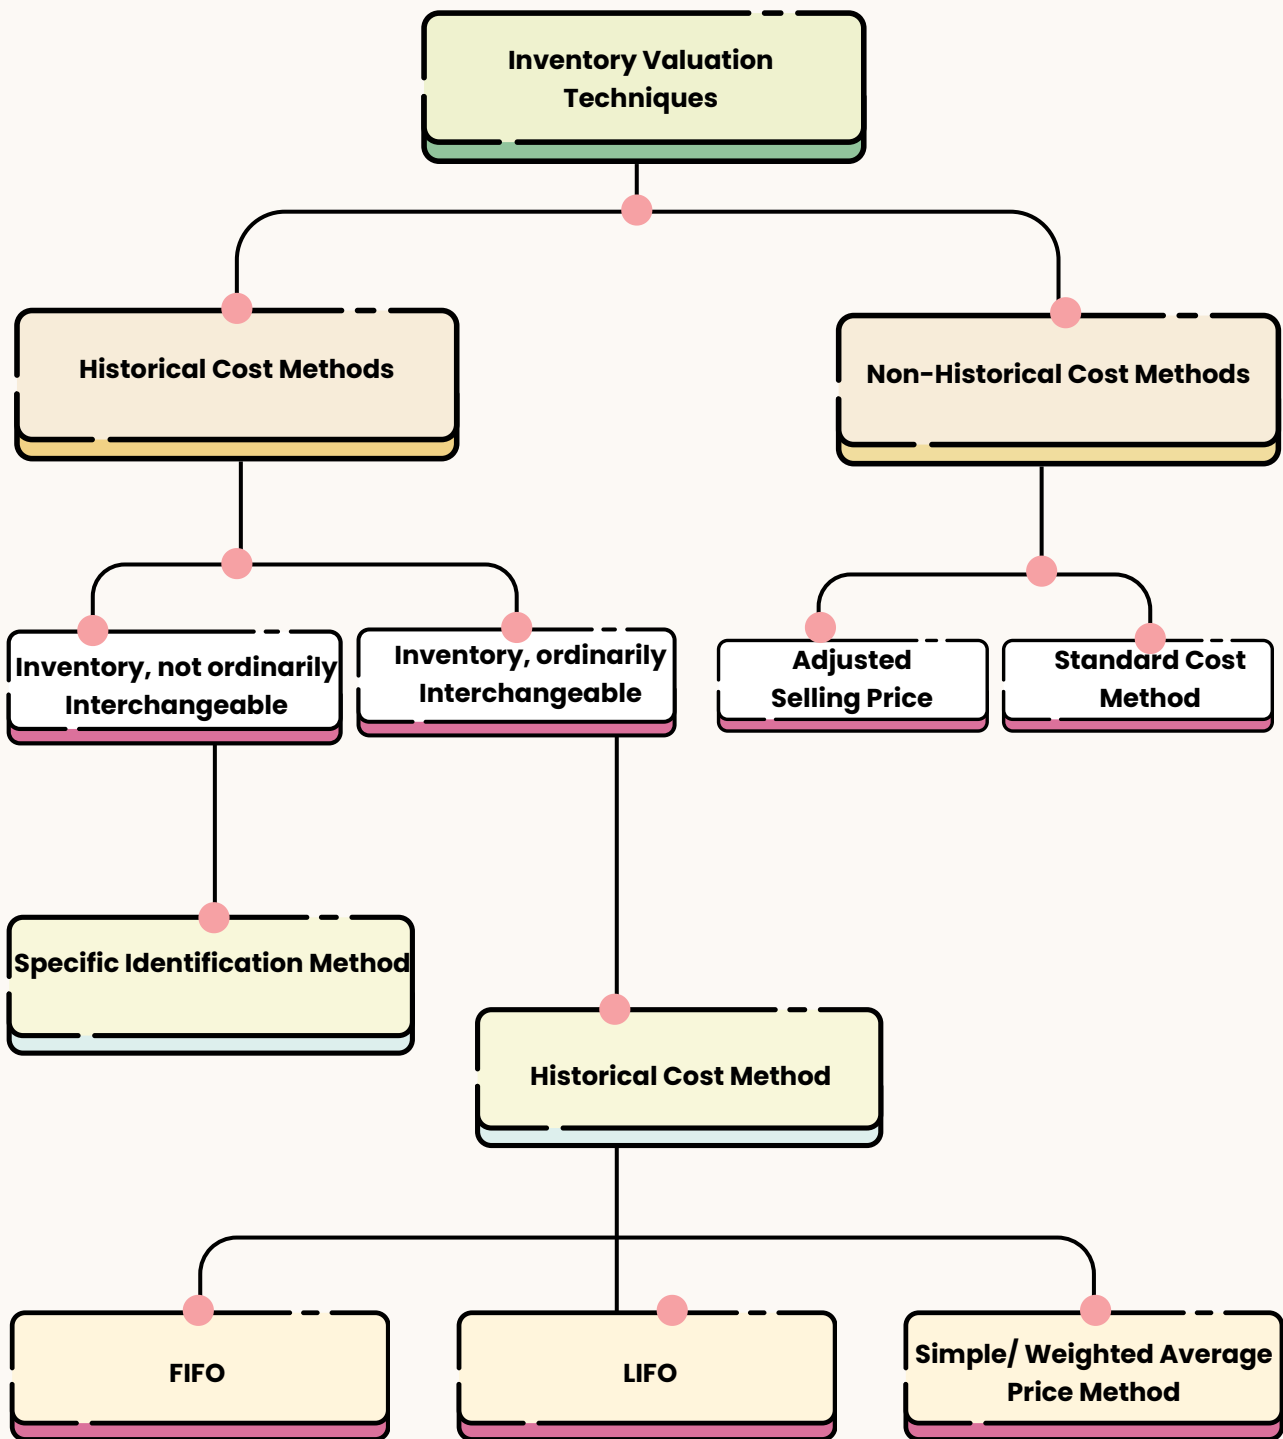 Inventory Valuation
Techniques
Historical Cost Methods
Non-Historical Cost Methods
Inventory, not ordinarily
Interchangeable
Inventory, ordinarily
Interchangeable
Adjusted
Selling Price
Standard Cost
Method
Specific Identification Method
Historical Cost Method
FIFO
LIFO
Simple/ Weighted Average
Price Method